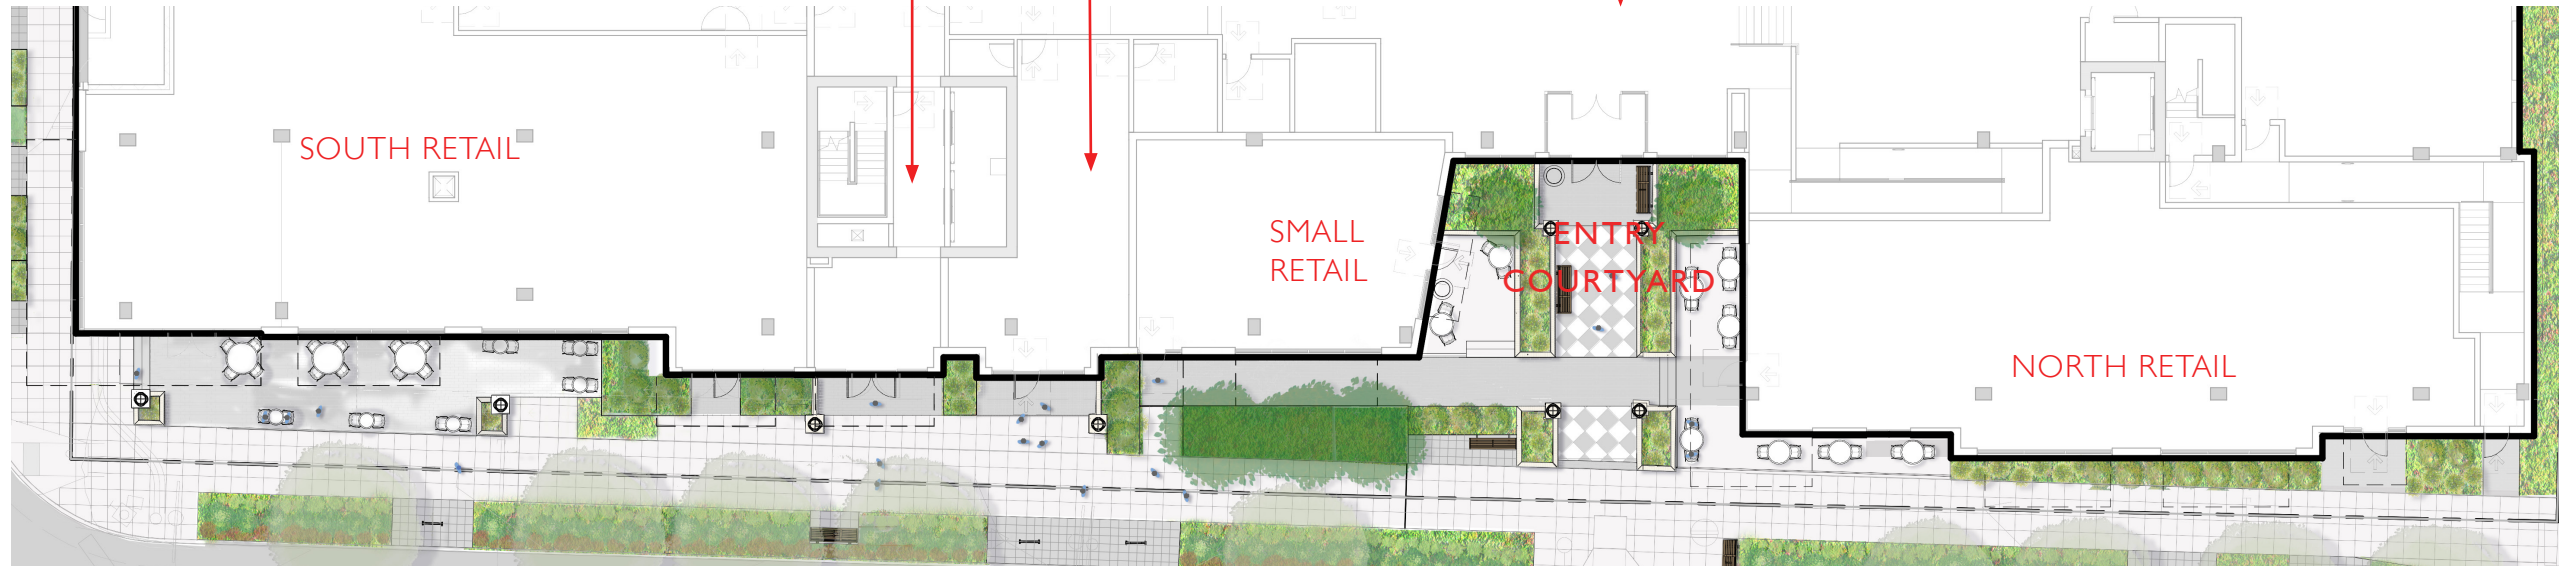 SOUTH RETAIL
SMALL
RETAIL
ENTRY
COURTYARD
NORTH RETAIL